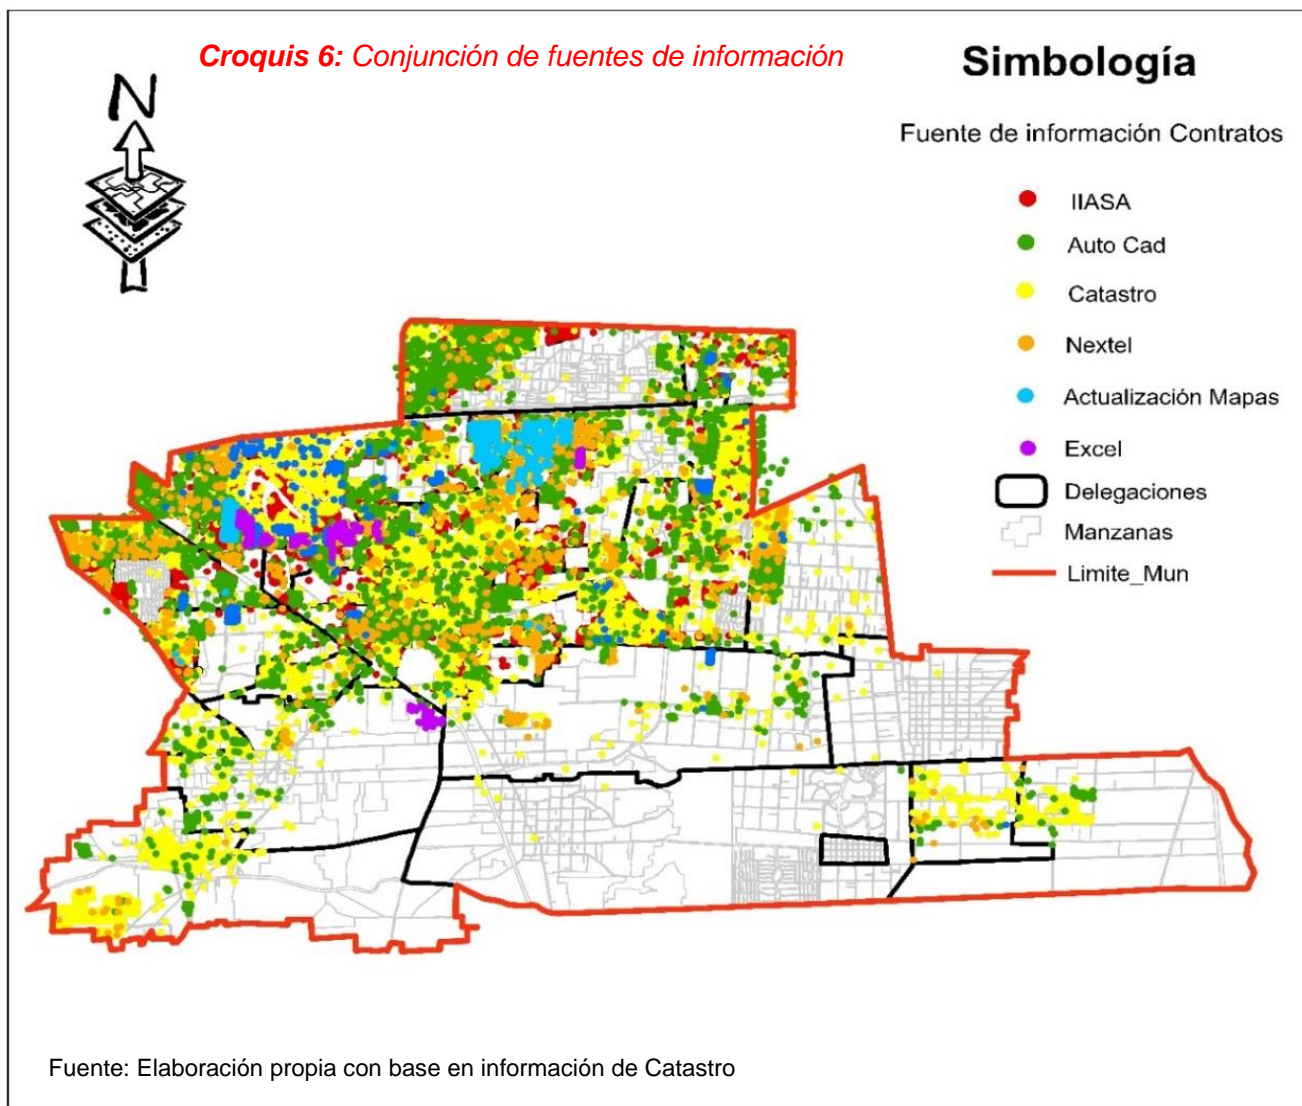 Croquis 6: Conjunción de fuentes de información
Simbología
N
Fuente de información Contratos
IIASA
Auto Cad
Catastro
Nextel
Actualización Mapas
Excel
Delegaciones
Manzanas
Limite_Mun
Fuente: Elaboración propia con base en información de Catastro